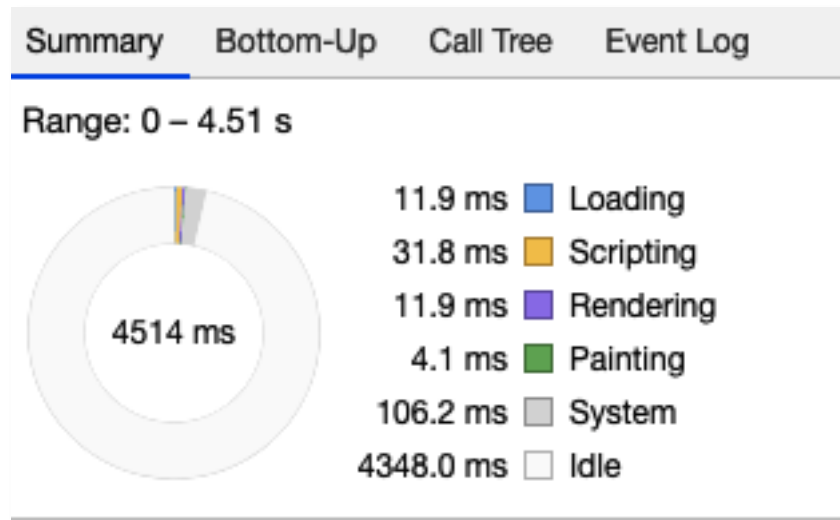 Summary Bottom-Up Call Tree Event Log
Range: 0 – 4.51 s
11.9 ms Loading
31.8 ms Scripting
11.9 ms Rendering
4514 ms
4.1 ms Painting
106.2 ms System
4348.0 ms Idle